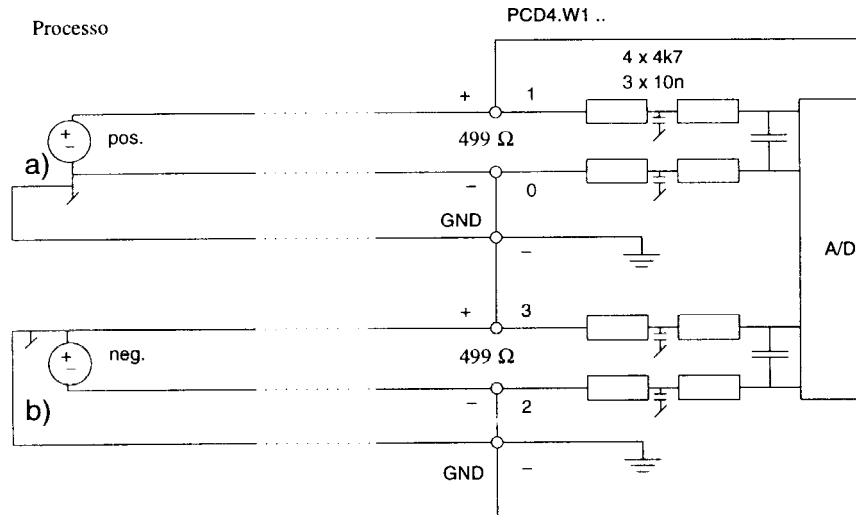 PCD4.W1 ..
Processo
4 x 4k7
3 x 10n
+ 1
+
−
pos.
499 Ω
a)
− 0
GND
−
A/D
+ 3
+
−
neg.
499 Ω
b)
− 2
GND −